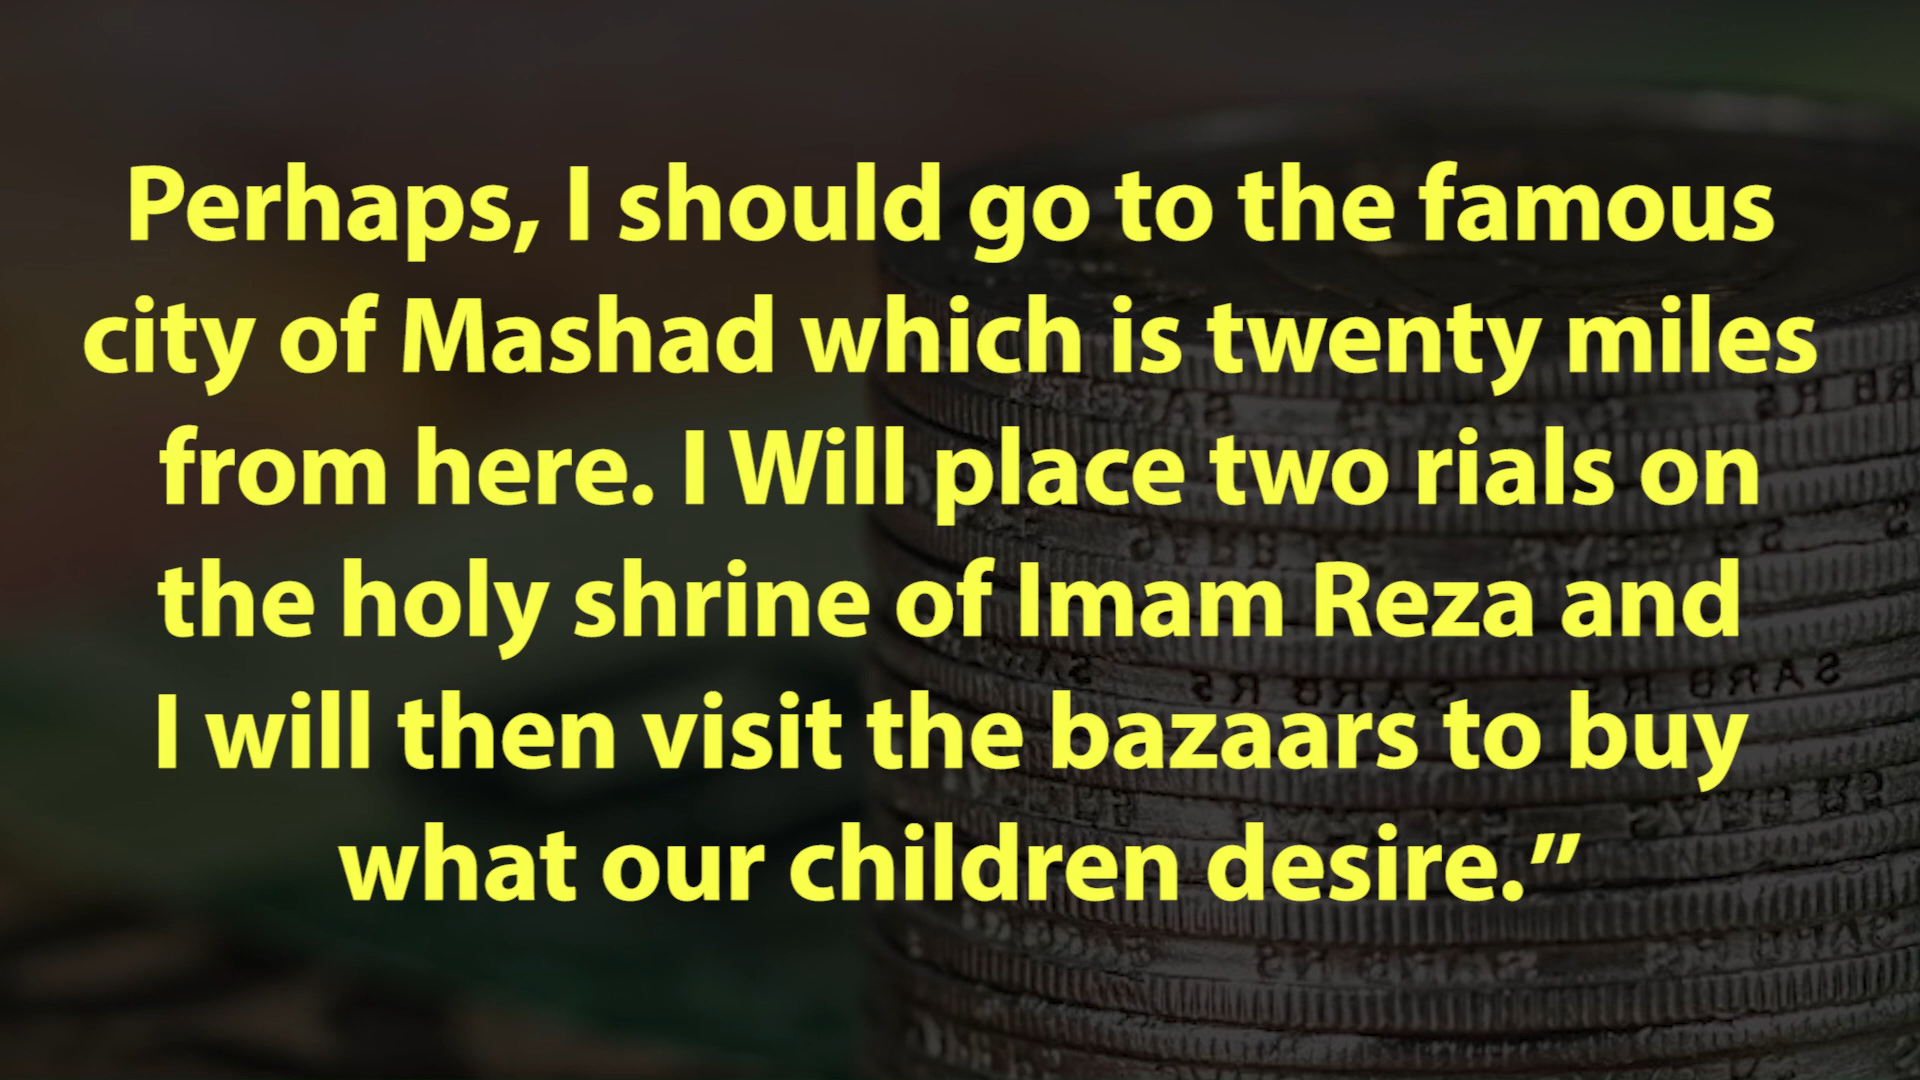 Perhaps, I should go to the famous
city of Mashad which is twenty miles
from here. I Will place two rials on
the holy shrine of Imam Reza and
I will then visit the bazaars to buy
what our children desire.”